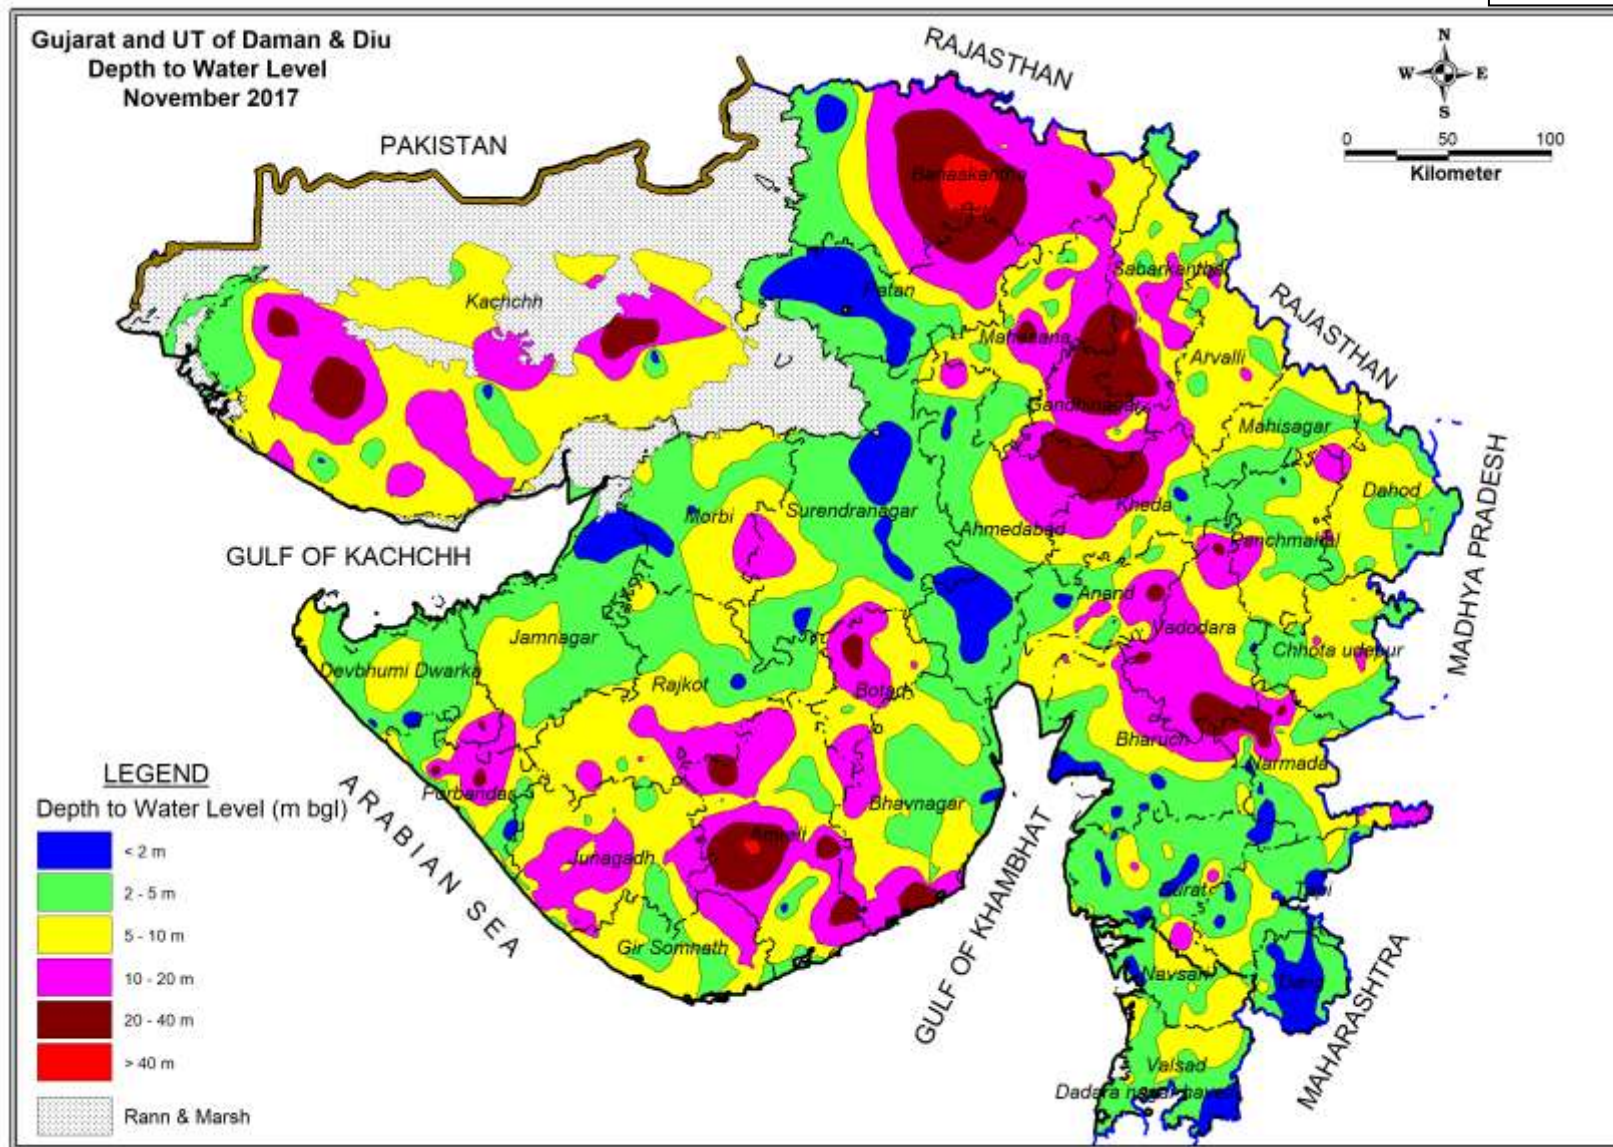 Gujarat and UT of Daman & Diu
Depth to Water Level
November 2017
RAJASTHAN
N
W E
S
0 50 100
Kilometer
PAKISTAN
Banaskantha
Sabarkantha
Kachchh
Patan
RAJASTHAN
Mahesana
Arvalli
Gandhinagar
Mahisagar
Dahod
Morbi
Surendranagar
Kheda
Ahmedabad
Panchmahal
MADHYA PRADESH
GULF OF KACHCHH
Anand
Vadodara
Jamnagar
Chhota udepur
Devbhumi Dwarka
Rajkot
Botad
Bharuch
Narmada
LEGEND
Depth to Water Level (m bgl)
< 2 m
2 - 5 m
5 - 10 m
10 - 20 m
20 - 40 m
> 40 m
Rann & Marsh
Porbandar
Bhavnagar
Amreli
Junagadh
ARABIAN SEA
Gir Somnath
GULF OF KHAMBHAT
Surat
Tapi
Navsari
Dang
MAHARASHTRA
Valsad
Dadara nagar haveli